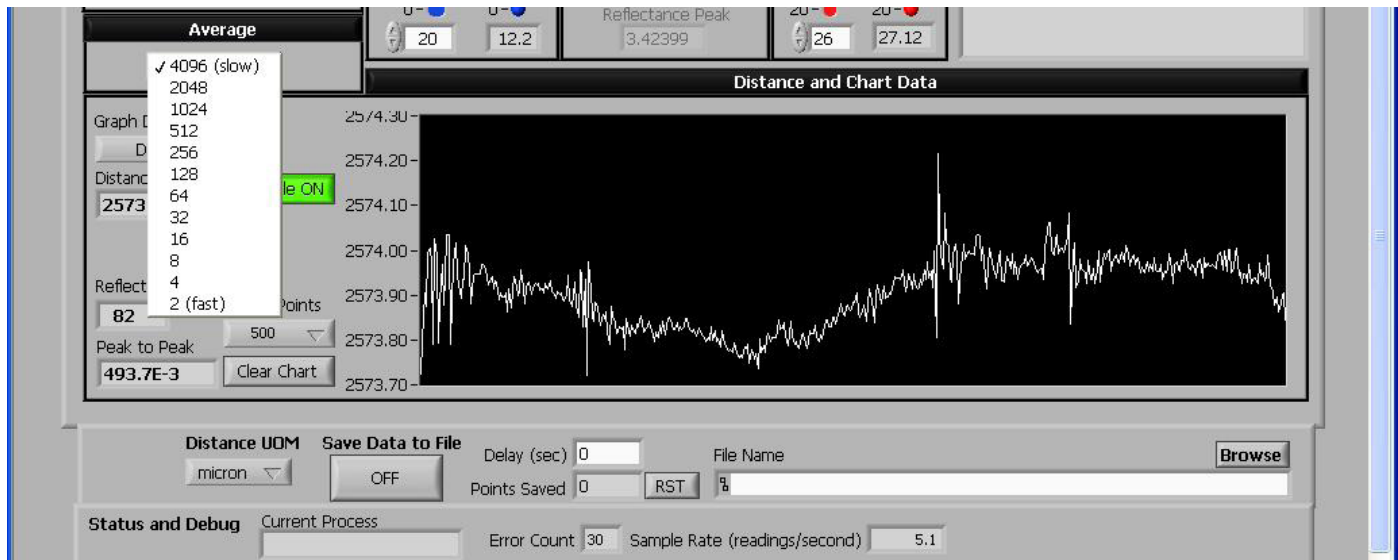 0- 0- Reflectance Peak 20- 20-
Average
20 12.2 3.42399 26 27.12
✓ 4096 (slow)
2048
1024
512
256
128
64
32
16
8
4
2 (fast)
Distance and Chart Data
Graph D
D
Distanc
2573
le ON
Reflect
82
Points
500
Peak to Peak
493.7E-3
Clear Chart
2574.30
2574.20
2574.10
2574.00
2573.90
2573.80
2573.70
Distance UOM
micron
Save Data to File
OFF
Delay (sec) 0
Points Saved 0 RST
File Name
Browse
Status and Debug
Current Process
Error Count 30 Sample Rate (readings/second) 5.1